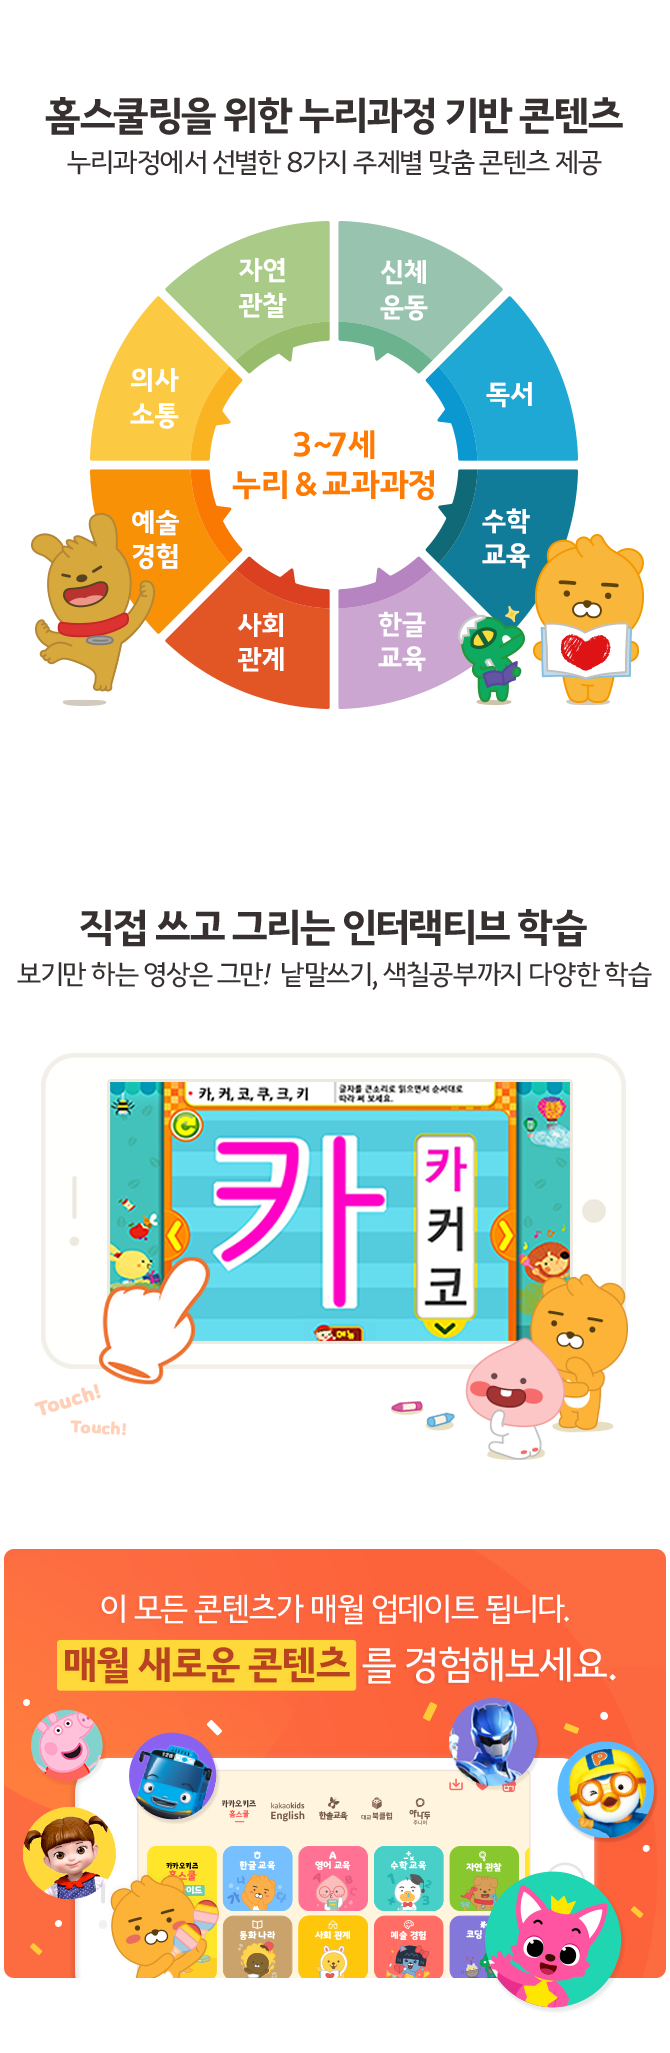 홈스쿨링을 위한 누리과정 기반 콘텐츠
누리과정에서 선별한 8가지 주제별 맞춤 콘텐츠 제공
자연
관찰
신체
운동
의사
소통
독서
3~7세
누리 & 교과과정
예술
경험
수학
교육
사회
관계
한글
교육
직접 쓰고 그리는 인터랙티브 학습
보기만 하는 영상은 그만! 낱말쓰기, 색칠공부까지 다양한 학습
카, 커, 코, 쿠, 크, 키
글자를 큰소리로 읽으면서 순서대로
따라 써 보세요.
카
카
커
코
메뉴
Touch!
Touch!
이 모든 콘텐츠가 매월 업데이트 됩니다.
매월 새로운 콘텐츠를 경험해보세요.
카카오키즈
홈스쿨
kakaokids
English
한솔교육
대교 북클럽
아나두
주니어
카카오키즈
홈스쿨
이드
한글 교육
영어 교육
수학 교육
자연 관찰
동화 나라
사회 관계
예술 경험
코딩